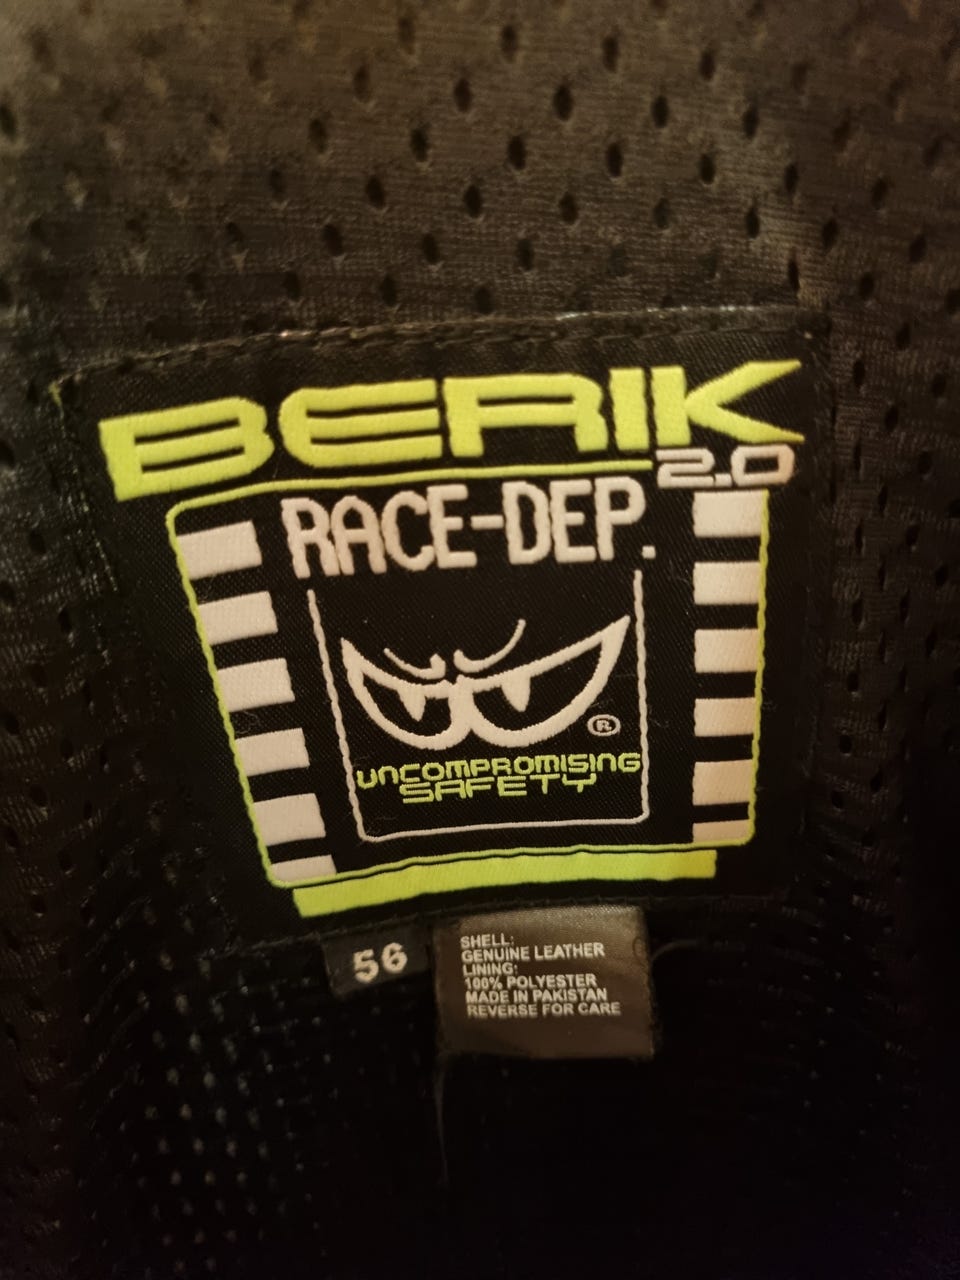 BERIK
2.0
RACE-DEP.
®
UNCOMPROMISING
SAFETY
56
SHELL:
GENUINE LEATHER
LINING:
100% POLYESTER
MADE IN PAKISTAN
REVERSE FOR CARE